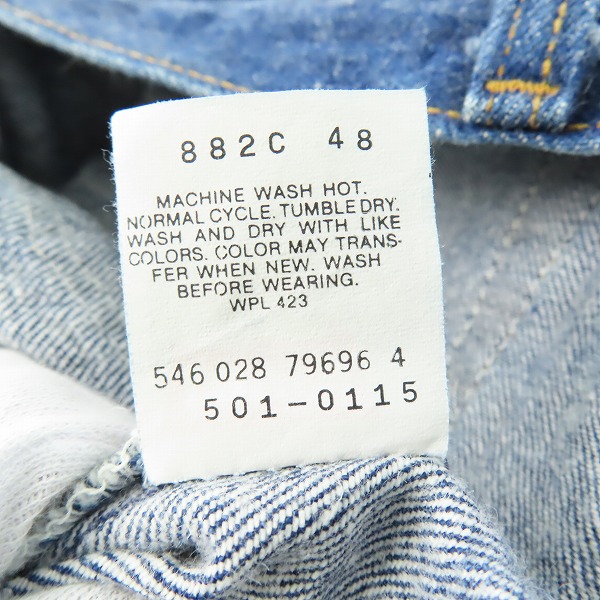 882C 48
MACHINE WASH HOT.
NORMAL CYCLE. TUMBLE DRY.
WASH AND DRY WITH LIKE
COLORS. COLOR MAY TRANS-
FER WHEN NEW. WASH
BEFORE WEARING.
WPL 423
546 028 79696 4
501-0115